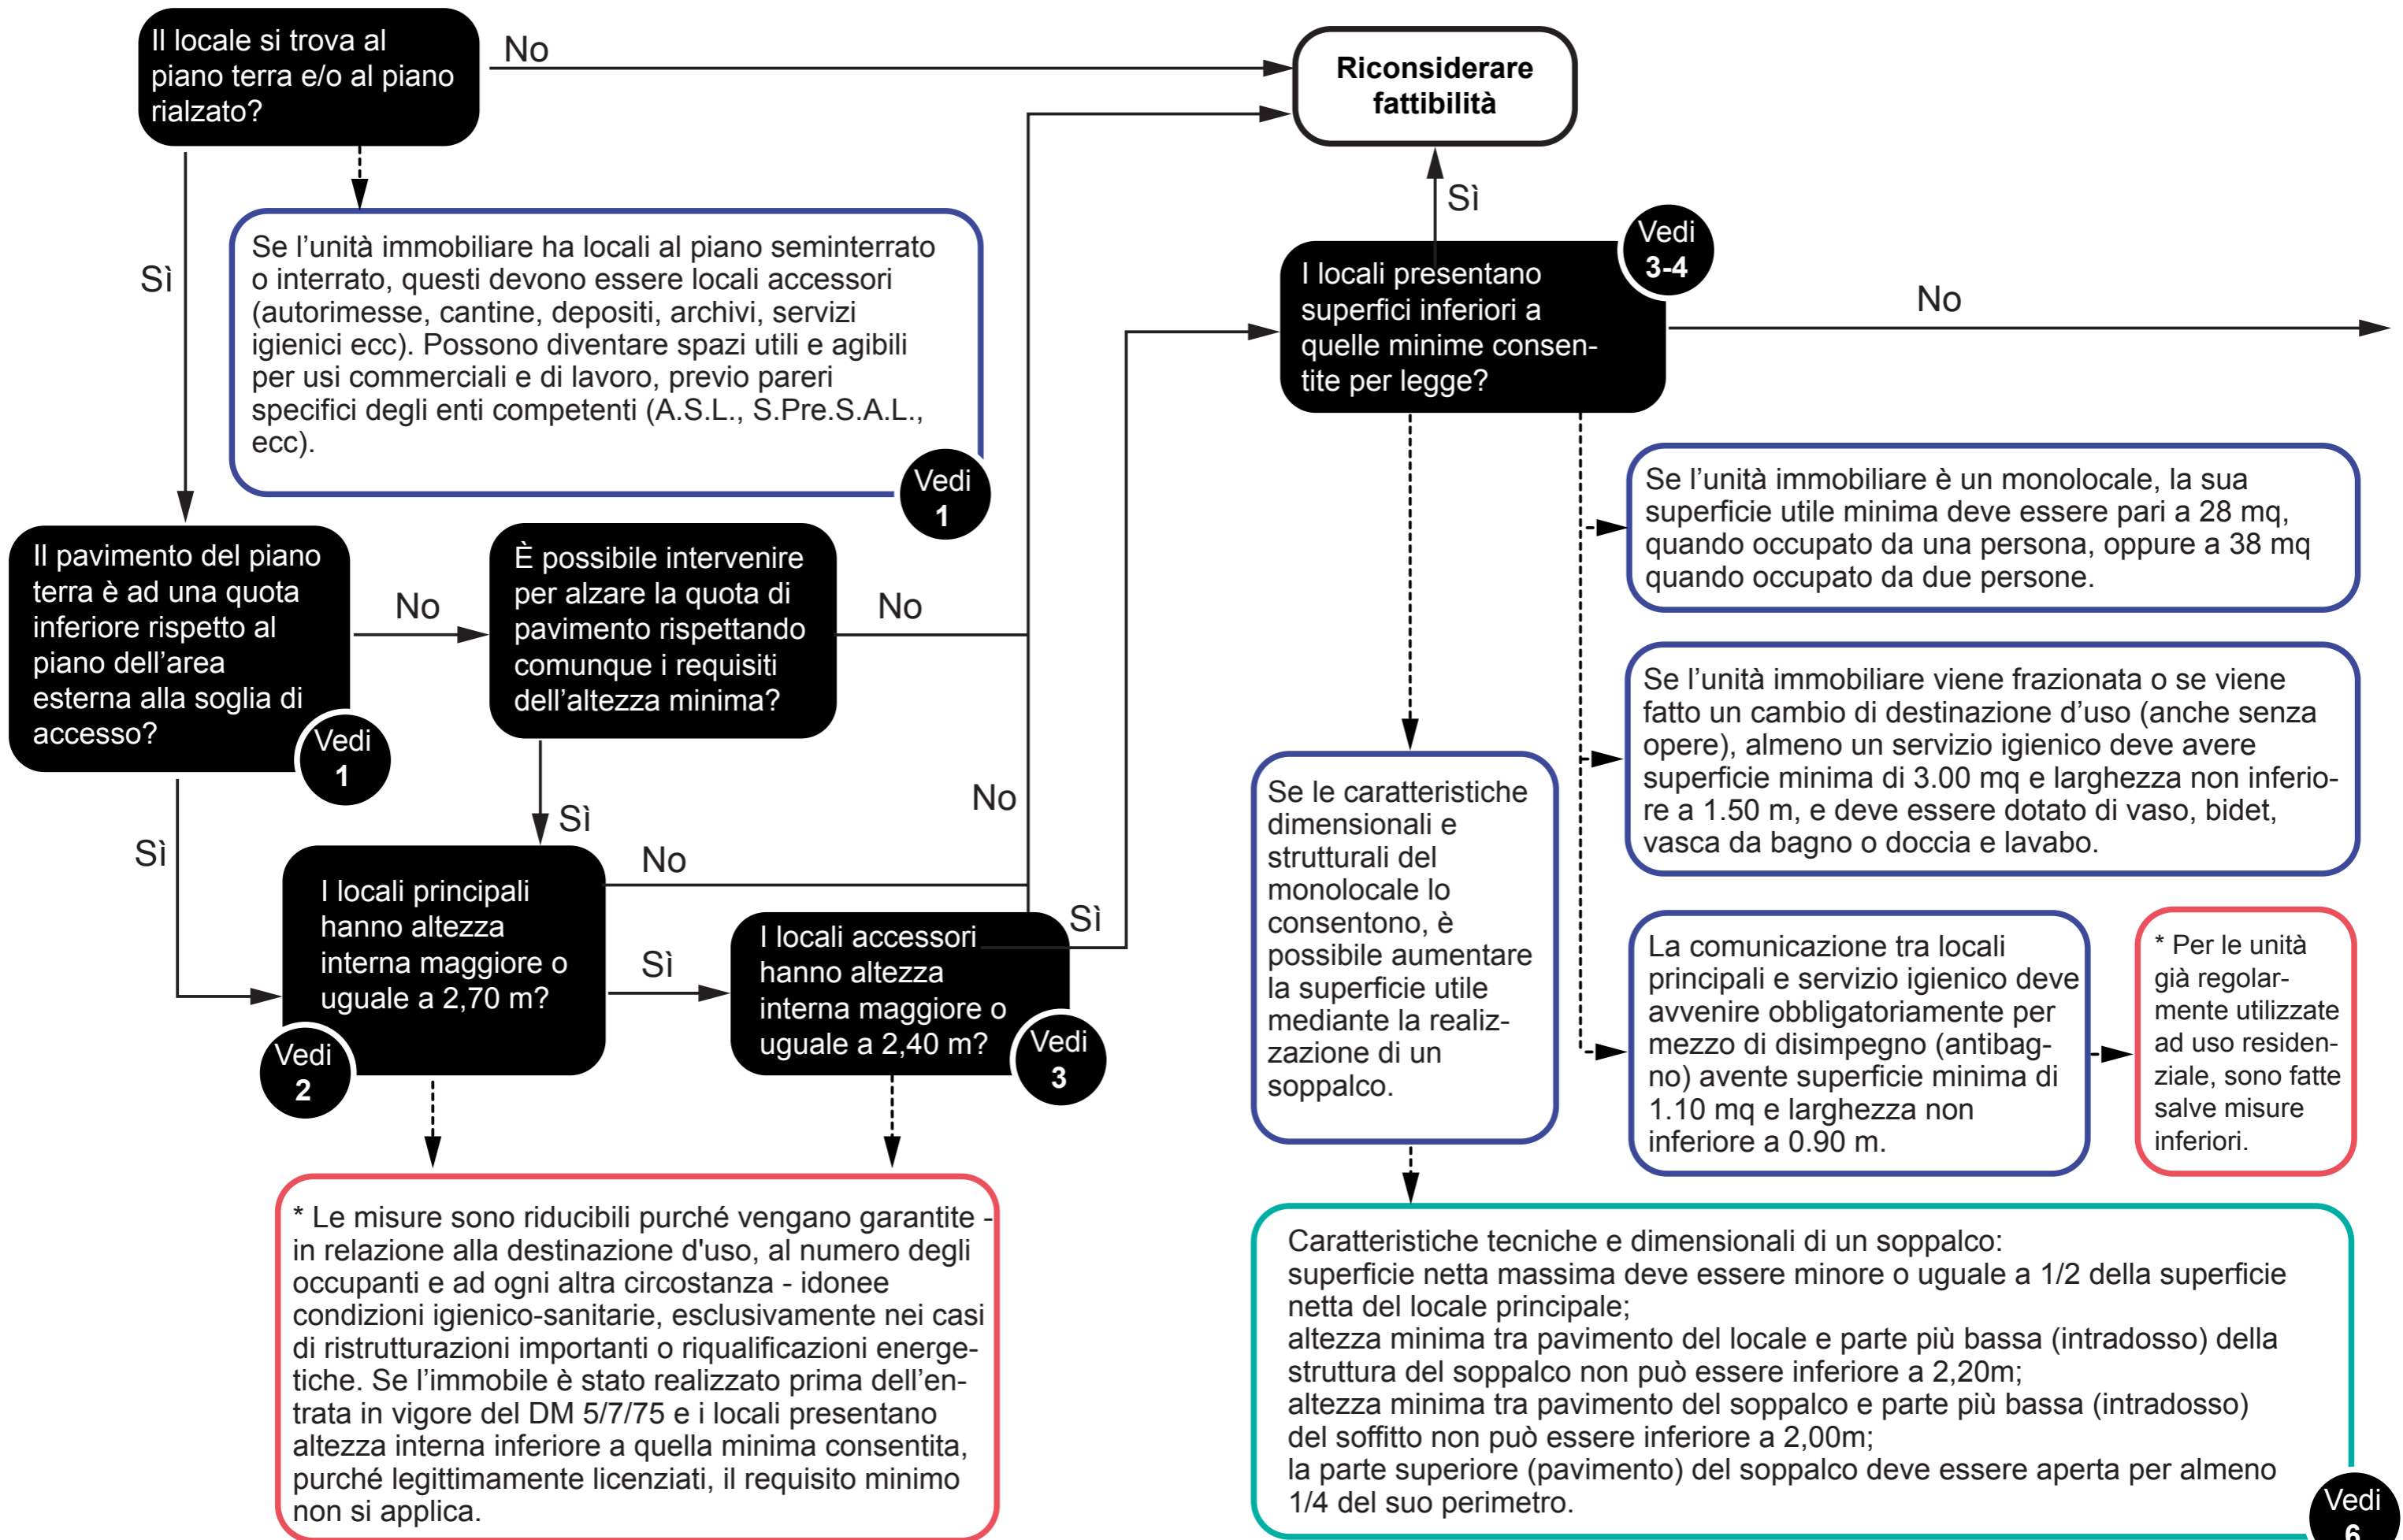 Il locale si trova al
piano terra e/o al piano
rialzato?
No
Riconsiderare
fattibilità
Sì
Se l’unità immobiliare ha locali al piano seminterrato
o interrato, questi devono essere locali accessori
(autorimesse, cantine, depositi, archivi, servizi
igienici ecc). Possono diventare spazi utili e agibili
per usi commerciali e di lavoro, previo pareri
specifici degli enti competenti (A.S.L., S.Pre.S.A.L.,
ecc).
Vedi
1
Sì
I locali presentano
superfici inferiori a
quelle minime consen-
tite per legge?
Vedi
3-4
No
Il pavimento del piano
terra è ad una quota
inferiore rispetto al
piano dell’area
esterna alla soglia di
accesso?
Vedi
1
No
È possibile intervenire
per alzare la quota di
pavimento rispettando
comunque i requisiti
dell’altezza minima?
No
Sì
Sì
I locali principali
hanno altezza
interna maggiore o
uguale a 2,70 m?
Vedi
2
No
No
Sì
I locali accessori
hanno altezza
interna maggiore o
uguale a 2,40 m?
Vedi
3
Sì
* Le misure sono riducibili purché vengano garantite -
in relazione alla destinazione d'uso, al numero degli
occupanti e ad ogni altra circostanza - idonee
condizioni igienico-sanitarie, esclusivamente nei casi
di ristrutturazioni importanti o riqualificazioni energe-
tiche. Se l’immobile è stato realizzato prima dell’en-
trata in vigore del DM 5/7/75 e i locali presentano
altezza interna inferiore a quella minima consentita,
purché legittimamente licenziati, il requisito minimo
non si applica.
Se l’unità immobiliare è un monolocale, la sua
superficie utile minima deve essere pari a 28 mq,
quando occupato da una persona, oppure a 38 mq
quando occupato da due persone.
Se l’unità immobiliare viene frazionata o se viene
fatto un cambio di destinazione d’uso (anche senza
opere), almeno un servizio igienico deve avere
superficie minima di 3.00 mq e larghezza non inferio-
re a 1.50 m, e deve essere dotato di vaso, bidet,
vasca da bagno o doccia e lavabo.
Se le caratteristiche
dimensionali e
strutturali del
monolocale lo
consentono, è
possibile aumentare
la superficie utile
mediante la realiz-
zazione di un
soppalco.
La comunicazione tra locali
principali e servizio igienico deve
avvenire obbligatoriamente per
mezzo di disimpegno (antibag-
no) avente superficie minima di
1.10 mq e larghezza non
inferiore a 0.90 m.
* Per le unità
già regolar-
mente utilizzate
ad uso residen-
ziale, sono fatte
salve misure
inferiori.
Caratteristiche tecniche e dimensionali di un soppalco:
superficie netta massima deve essere minore o uguale a 1/2 della superficie
netta del locale principale;
altezza minima tra pavimento del locale e parte più bassa (intradosso) della
struttura del soppalco non può essere inferiore a 2,20m;
altezza minima tra pavimento del soppalco e parte più bassa (intradosso)
del soffitto non può essere inferiore a 2,00m;
la parte superiore (pavimento) del soppalco deve essere aperta per almeno
1/4 del suo perimetro.
Vedi
6